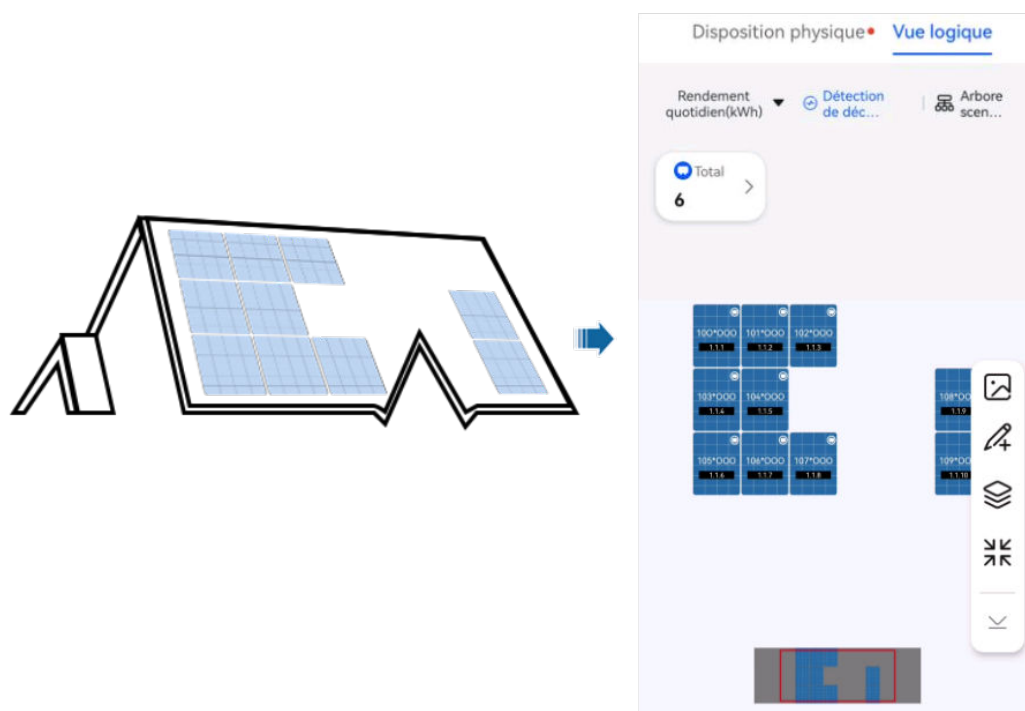 Disposition physique Vue logique
Rendement
quotidien(kWh)
Détection
de déc...
Arbore
scen...
Total
6
100*DOO 101*DOO 102*DOO
1.1.1 1.1.2 1.1.3
103*DOO 104*DOO 108*DO
1.1.4 1.1.5 1.1.9
105*DOO 106*DOO 107*DOO 109*DO
1.1.6 1.1.7 1.1.8 1.1.10